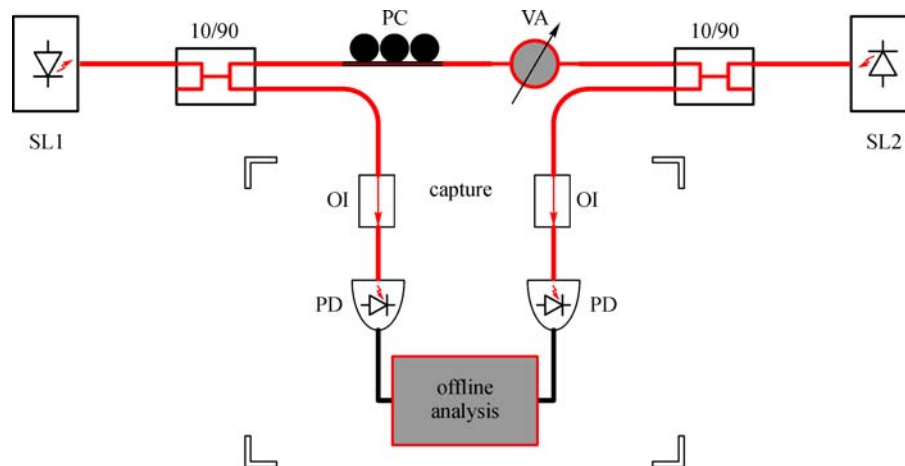 10/90
PC
VA
10/90
SL1
SL2
OI
capture
OI
PD
PD
offline
analysis